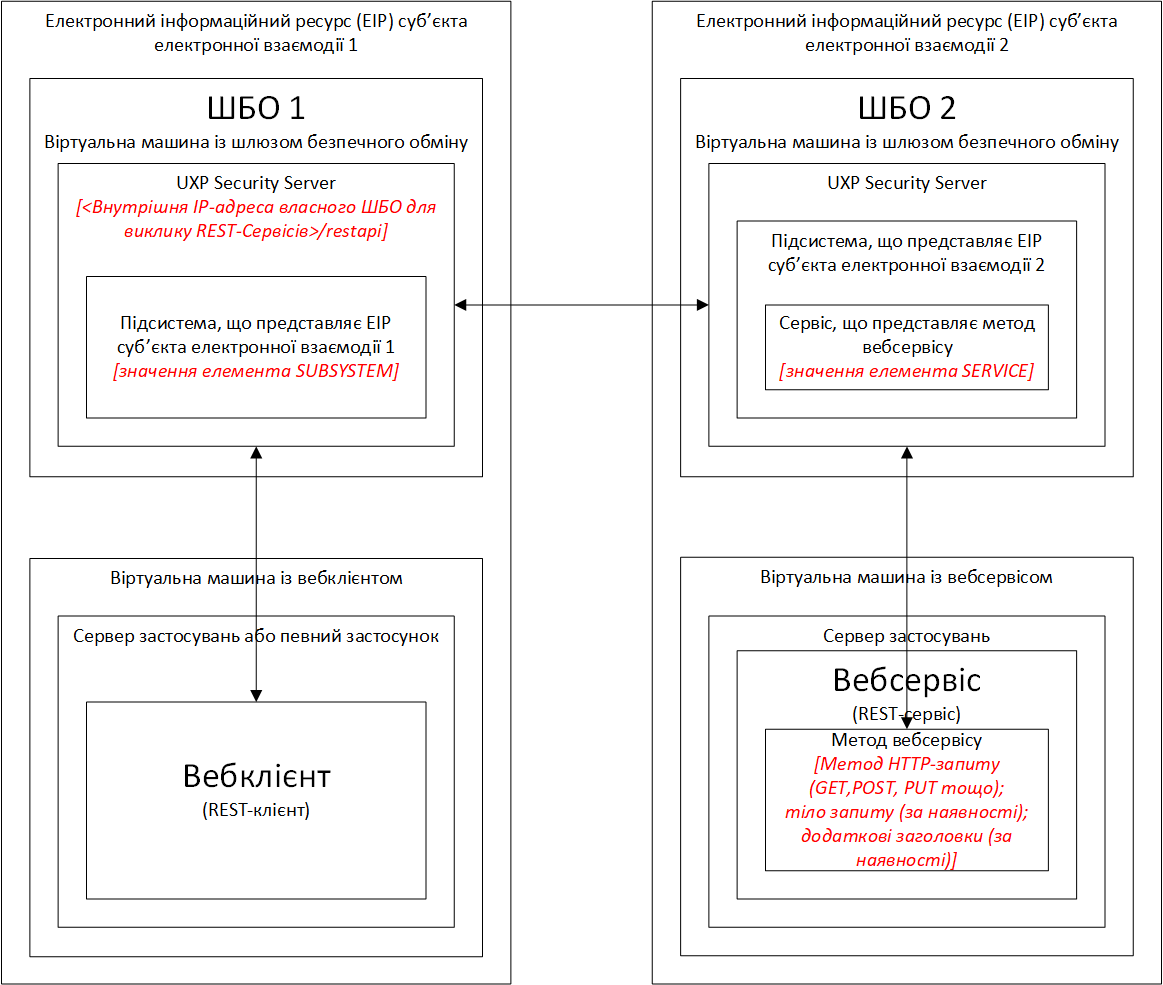 Електронний інформаційний ресурс (ЕІР) суб’єкта
електронної взаємодії 1
ШБО 1
Віртуальна машина із шлюзом безпечного обміну
UXP Security Server
[<Внутрішня IP-адреса власного ШБО для
виклику REST-Сервісів>/restapi]
Підсистема, що представляє ЕІР
суб’єкта електронної взаємодії 1
[значення елемента SUBSYSTEM]
Віртуальна машина із вебклієнтом
Сервер застосувань або певний застосунок
Вебклієнт
(REST-клієнт)
Електронний інформаційний ресурс (ЕІР) суб’єкта
електронної взаємодії 2
ШБО 2
Віртуальна машина із шлюзом безпечного обміну
UXP Security Server
Підсистема, що представляє ЕІР
суб’єкта електронної взаємодії 2
Сервіс, що представляє метод
вебсервісу
[значення елемента SERVICE]
Віртуальна машина із вебсервісом
Сервер застосувань
Вебсервіс
(REST-сервіс)
Метод вебсервісу
[Метод HTTP-запиту
(GET,POST, PUT тощо);
тіло запиту (за наявності);
додаткові заголовки (за
наявності)]